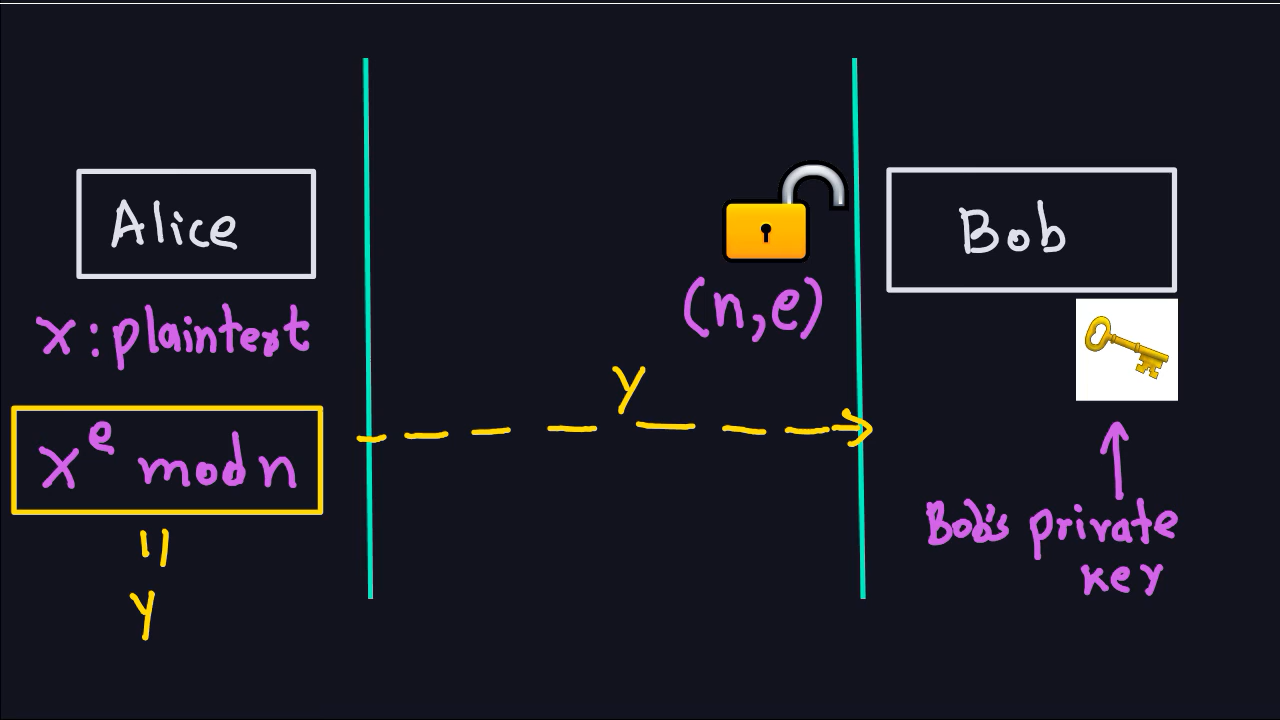 Alice
x: plaintext
x^e mod n
=
y
(n,e)
y
Bob
Bob's private
key